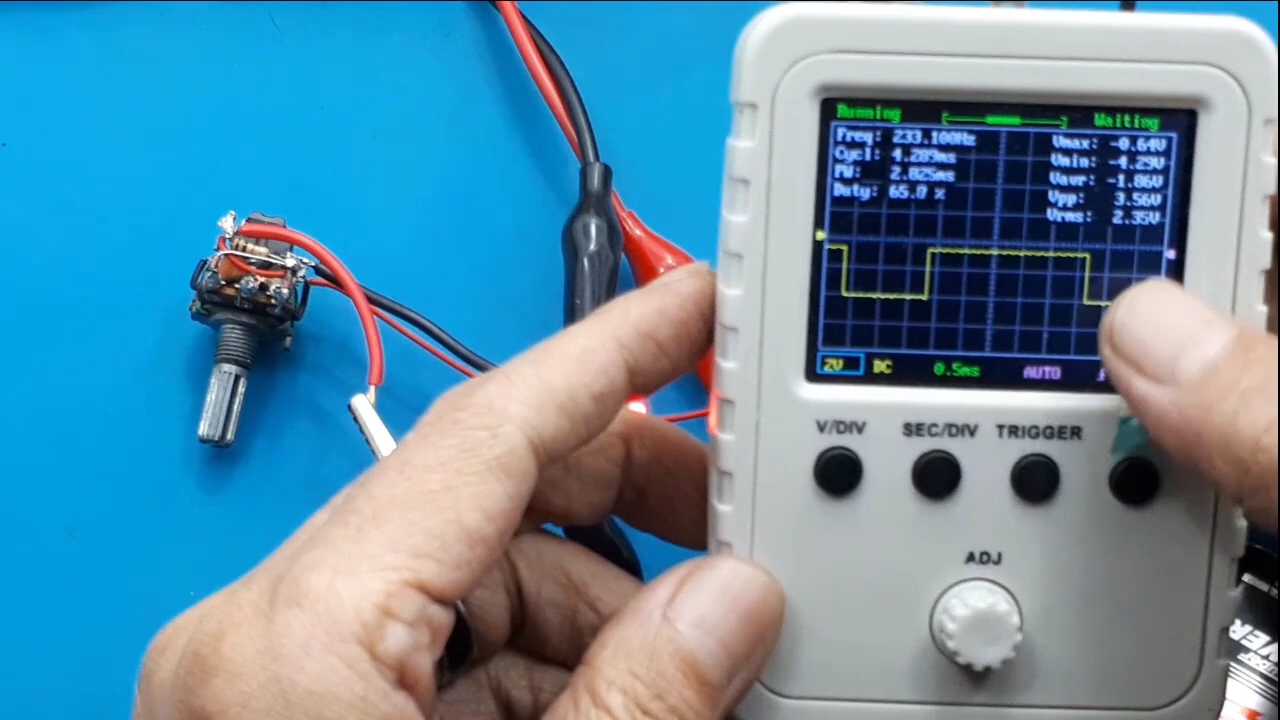 Running Waiting
Freq: 233.100Hz Vmax: -0.64V
Cycl: 4.289ms Vmin: -4.29V
PW: 2.825ms Vavr: -1.86V
Duty: 65.0 % Vpp: 3.56V
Vrms: 2.35V
2V DC 0.5ms AUTO
V/DIV SEC/DIV TRIGGER
ADJ